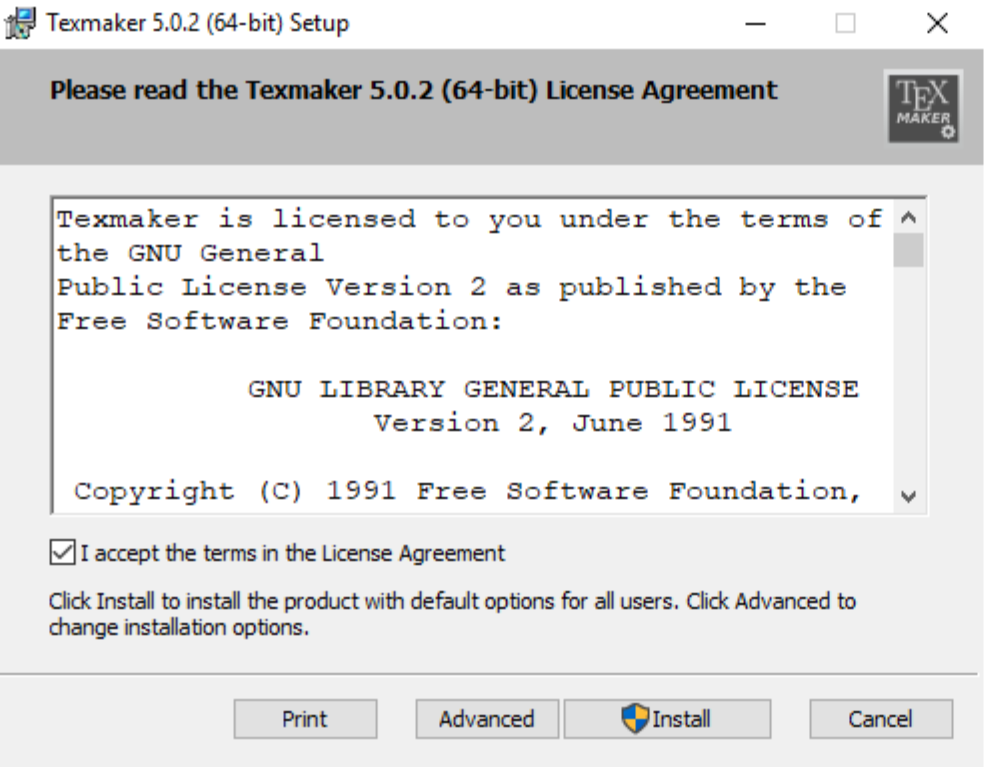 Texmaker 5.0.2 (64-bit) Setup
Please read the Texmaker 5.0.2 (64-bit) License Agreement
TEX
MAKER
Texmaker is licensed to you under the terms of
the GNU General
Public License Version 2 as published by the
Free Software Foundation:
GNU LIBRARY GENERAL PUBLIC LICENSE
Version 2, June 1991
Copyright (C) 1991 Free Software Foundation,
I accept the terms in the License Agreement
Click Install to install the product with default options for all users. Click Advanced to
change installation options.
Print Advanced Install Cancel